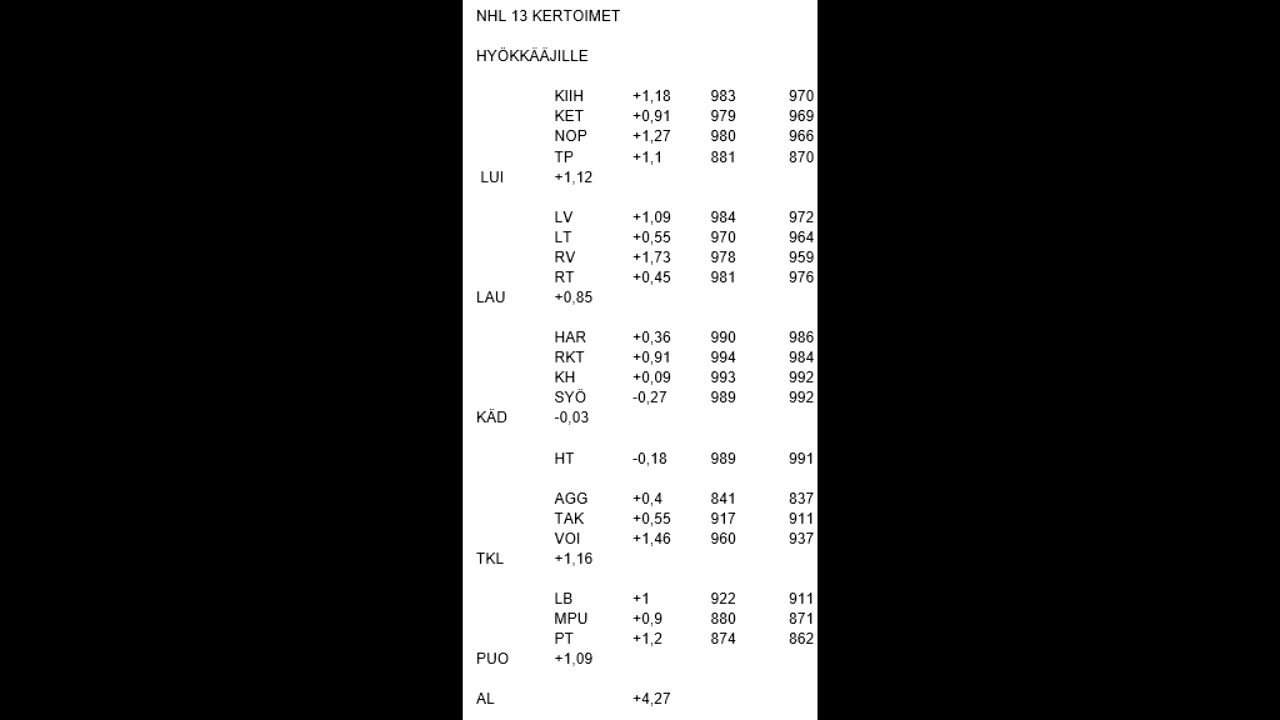 NHL 13 KERTOIMET
HYÖKKÄÄJILLE
KIIH +1,18 983 970
KET +0,91 979 969
NOP +1,27 980 966
TP +1,1 881 870
LUI +1,12
LV +1,09 984 972
LT +0,55 970 964
RV +1,73 978 959
RT +0,45 981 976
LAU +0,85
HAR +0,36 990 986
RKT +0,91 994 984
KH +0,09 993 992
SYÖ -0,27 989 992
KÄD -0,03
HT -0,18 989 991
AGG +0,4 841 837
TAK +0,55 917 911
VOI +1,46 960 937
TKL +1,16
LB +1 922 911
MPU +0,9 880 871
PT +1,2 874 862
PUO +1,09
AL +4,27